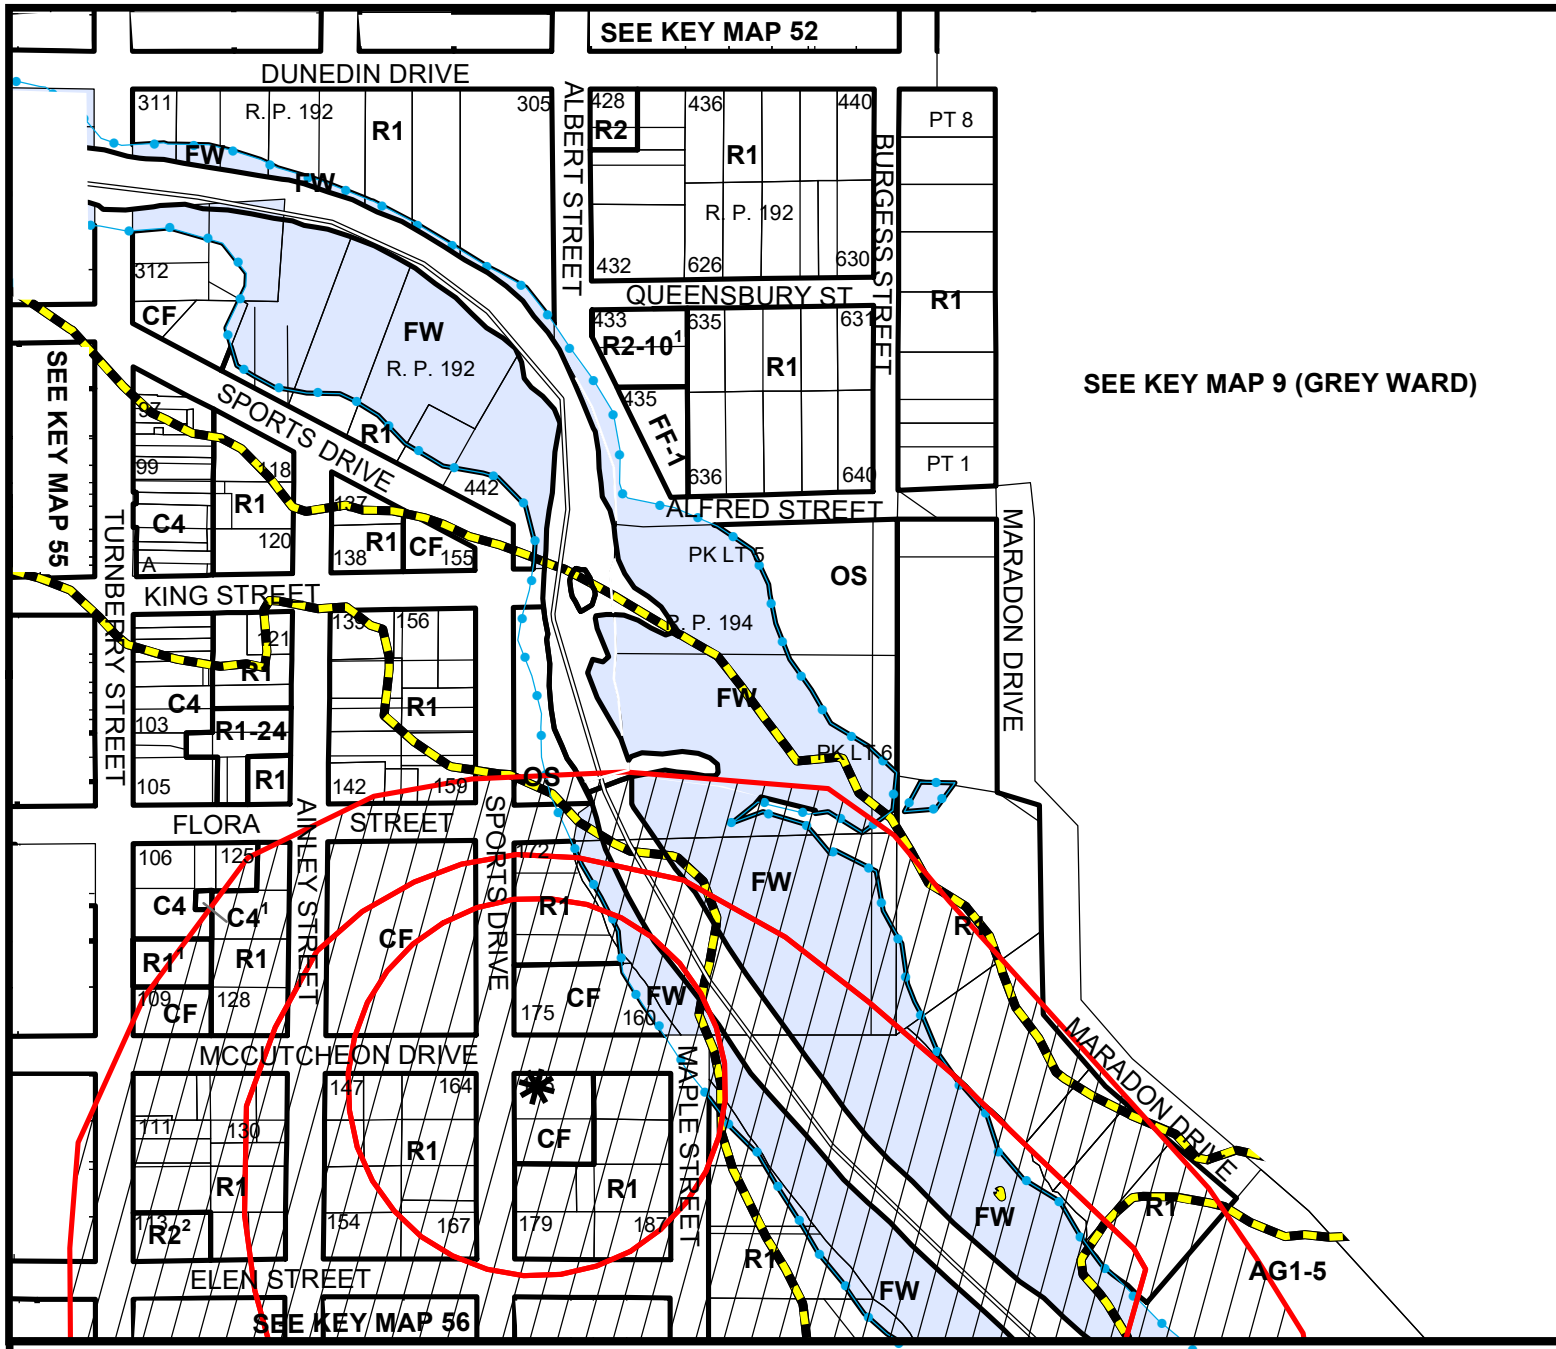 SEE KEY MAP 52
DUNEDIN DRIVE
311
R. P. 192
R1
305
ALBERT STREET
428
R2
436
440
R1
R. P. 192
432
626
630
BURGESS STREET
PT 8
R1
PT 1
FW
FW
312
CF
FW
R. P. 192
QUEENSBURY ST
433
R2-10¹
635
631
R1
435
FF-1
636
640
SEE KEY MAP 9 (GREY WARD)
SEE KEY MAP 55
SPORTS DRIVE
R1
442
97
99
118
R1
C4
120
A
137
R1
CF
138
155
ALFRED STREET
PK LT 5
OS
R. P. 194
MARADON DRIVE
TURNBERRY STREET
KING STREET
121
R1
C4
103
R1-24
R1
105
139
156
R1
142
159
OS
FW
PK LT 6
FLORA STREET
AINLEY STREET
SPORTS DRIVE
106
125
C4
C4¹
R1¹
R1
109
128
CF
CF
172
R1
CF
175
FW
160
FW
R1
MCCUTCHEON DRIVE
MAPLE STREET
MARADON DRIVE
111
130
R1
113
R2²
147
164
R1
154
167
CF
R1
179
187
R1
FW
FW
R1
AG1-5
ELEN STREET
SEE KEY MAP 56